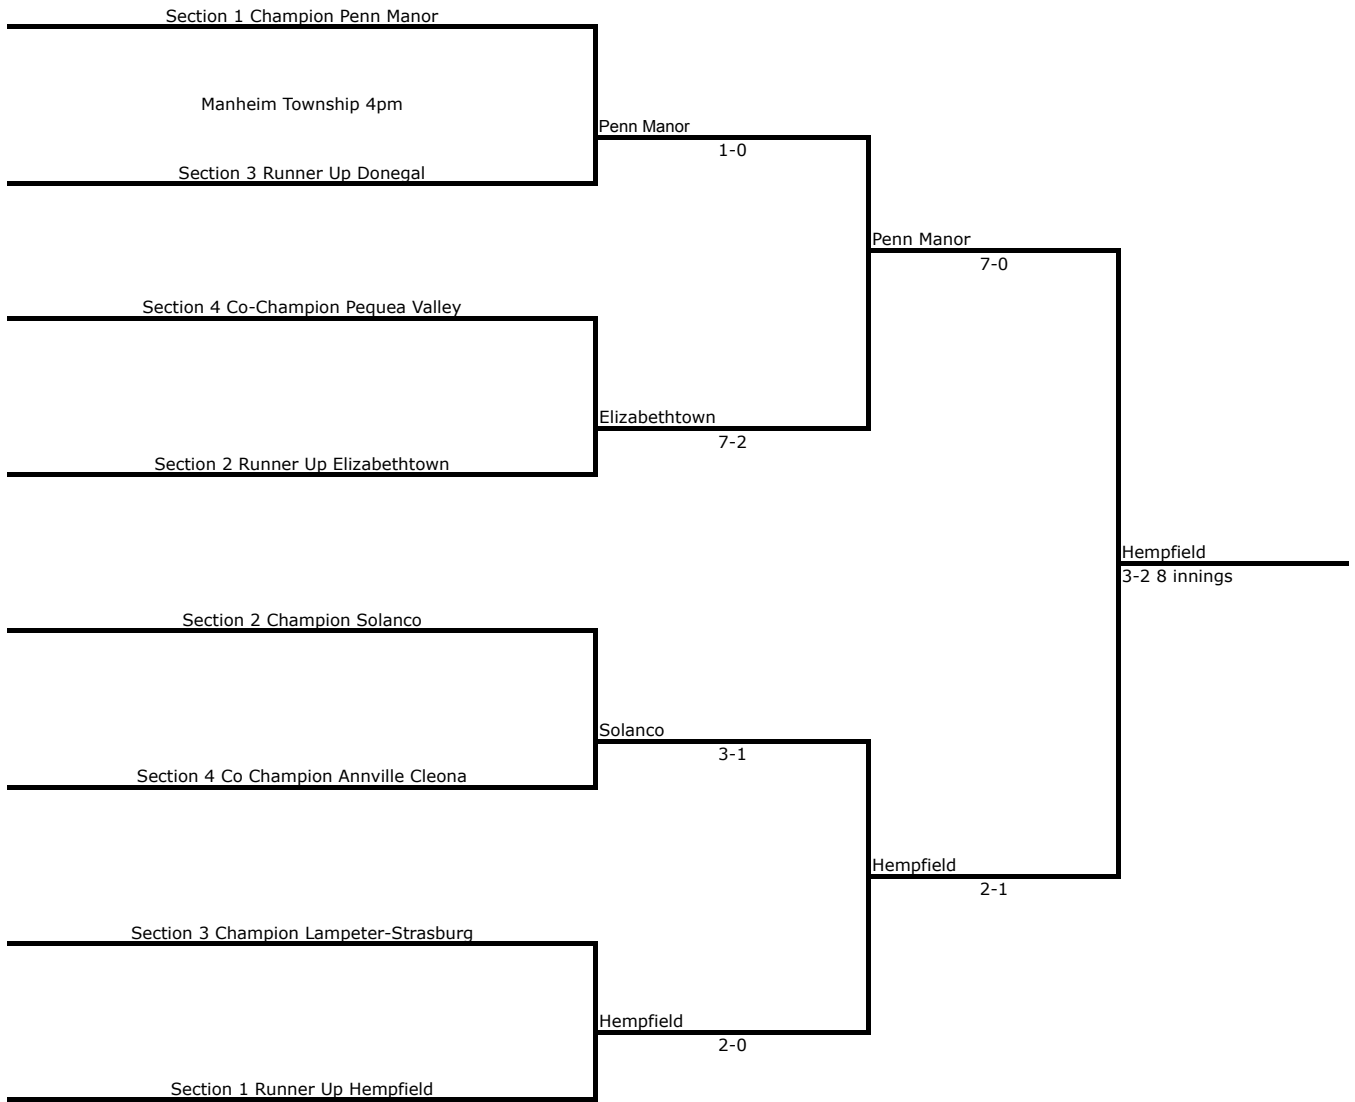 Section 1 Champion Penn Manor
Manheim Township 4pm
Penn Manor
1-0
Section 3 Runner Up Donegal
Penn Manor
7-0
Section 4 Co-Champion Pequea Valley
Elizabethtown
7-2
Section 2 Runner Up Elizabethtown
Hempfield
3-2 8 innings
Section 2 Champion Solanco
Solanco
3-1
Section 4 Co Champion Annville Cleona
Hempfield
2-1
Section 3 Champion Lampeter-Strasburg
Hempfield
2-0
Section 1 Runner Up Hempfield